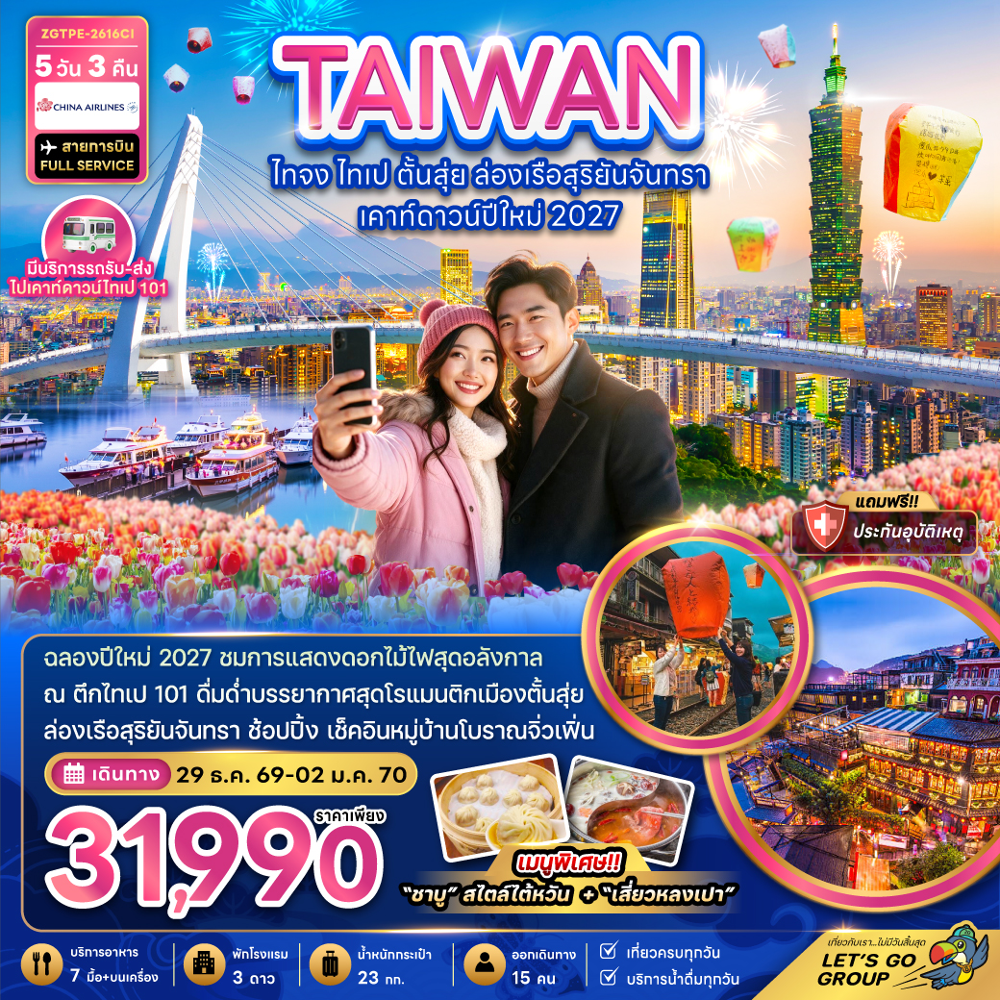 ZGTPE-2616CI
5 วัน 3 คืน
CHINA AIRLINES
สายการบิน
FULL SERVICE
TAIWAN
ไทจง ไทเป ตั้นสุ่ย ล่องเรือสุริยันจันทรา
เคาท์ดาวน์ปีใหม่ 2027
มีบริการรถรับ-ส่ง
ไปเคาท์ดาวน์ไทเป 101
แถมฟรี!!
ประกันอุบัติเหตุ
ฉลองปีใหม่ 2027 ชมการแสดงดอกไม้ไฟสุดอลังกาล
ณ ตึกไทเป 101 ดื่มด่ำบรรยากาศสุดโรแมนติกเมืองตั้นสุ่ย
ล่องเรือสุริยันจันทรา ช้อปปิ้ง เช็คอินหมู่บ้านโบราณจิ่วเฟิ่น
เดินทาง 29 ธ.ค. 69-02 ม.ค. 70
ราคาเพียง
31,990
เมนูพิเศษ!!
“ชาบู” สไตล์ไต้หวัน + “เสี่ยวหลงเปา”
บริการอาหาร
7 มื้อ+บนเครื่อง
พักโรงแรม
3 ดาว
น้ำหนักกระเป๋า
23 กก.
ออกเดินทาง
15 คน
เที่ยวครบทุกวัน
บริการน้ำดื่มทุกวัน
เที่ยวกับเรา...ไม่มีวันสิ้นสุด
LET'S GO
GROUP